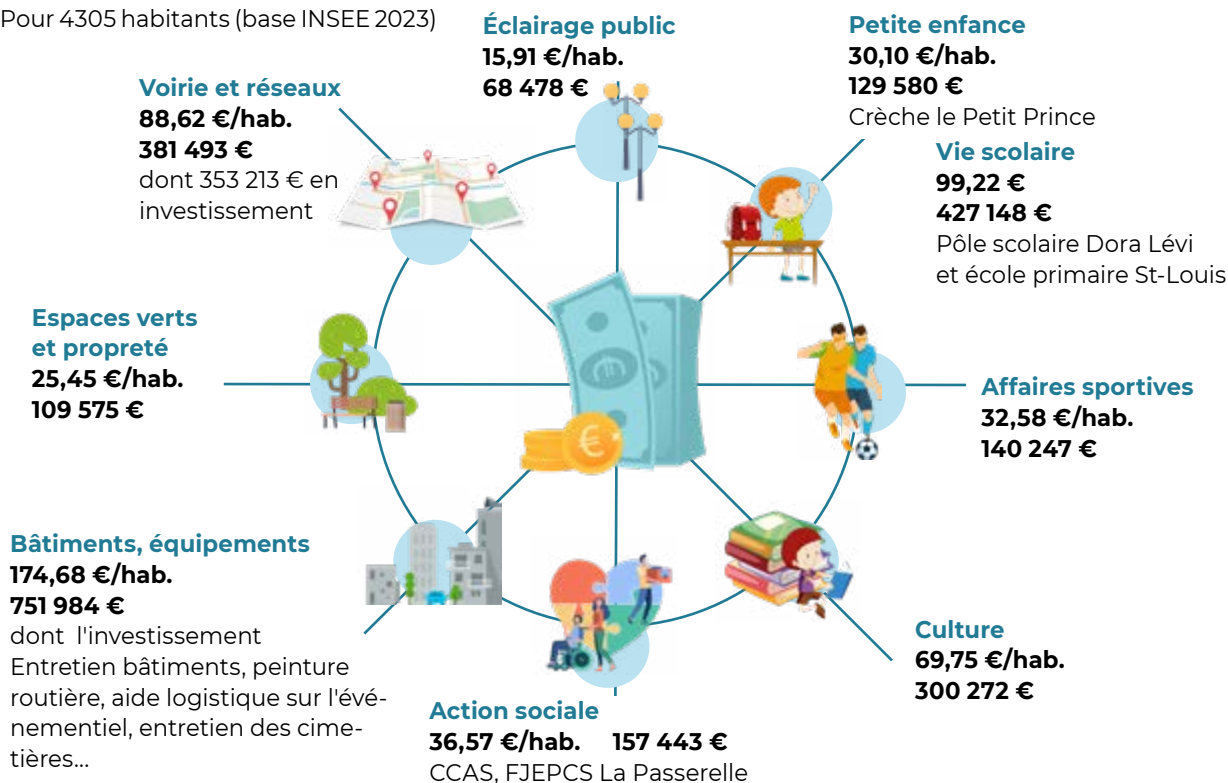 Pour 4305 habitants (base INSEE 2023)
Éclairage public
15,91 €/hab.
68 478 €
Petite enfance
30,10 €/hab.
129 580 €
Crèche le Petit Prince
Voirie et réseaux
88,62 €/hab.
381 493 €
dont 353 213 € en
investissement
Vie scolaire
99,22 €
427 148 €
Pôle scolaire Dora Lévi
et école primaire St-Louis
Espaces verts
et propreté
25,45 €/hab.
109 575 €
Affaires sportives
32,58 €/hab.
140 247 €
Bâtiments, équipements
174,68 €/hab.
751 984 €
dont l'investissement
Entretien bâtiments, peinture
routière, aide logistique sur l'évé-
nementiel, entretien des cime-
tières...
Action sociale
36,57 €/hab. 157 443 €
CCAS, FJEPCS La Passerelle
Culture
69,75 €/hab.
300 272 €